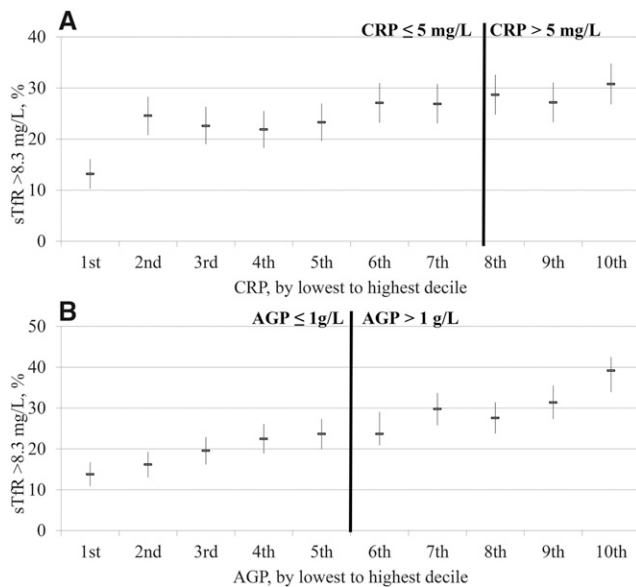 A
CRP ≤ 5 mg/L CRP > 5 mg/L
40
30
20
10
0
sTfR >8.3 mg/L, %
1st 2nd 3rd 4th 5th 6th 7th 8th 9th 10th
CRP, by lowest to highest decile
B
AGP ≤ 1g/L AGP > 1 g/L
50
40
30
20
10
0
sTfR >8.3 mg/L, %
1st 2nd 3rd 4th 5th 6th 7th 8th 9th 10th
AGP, by lowest to highest decile